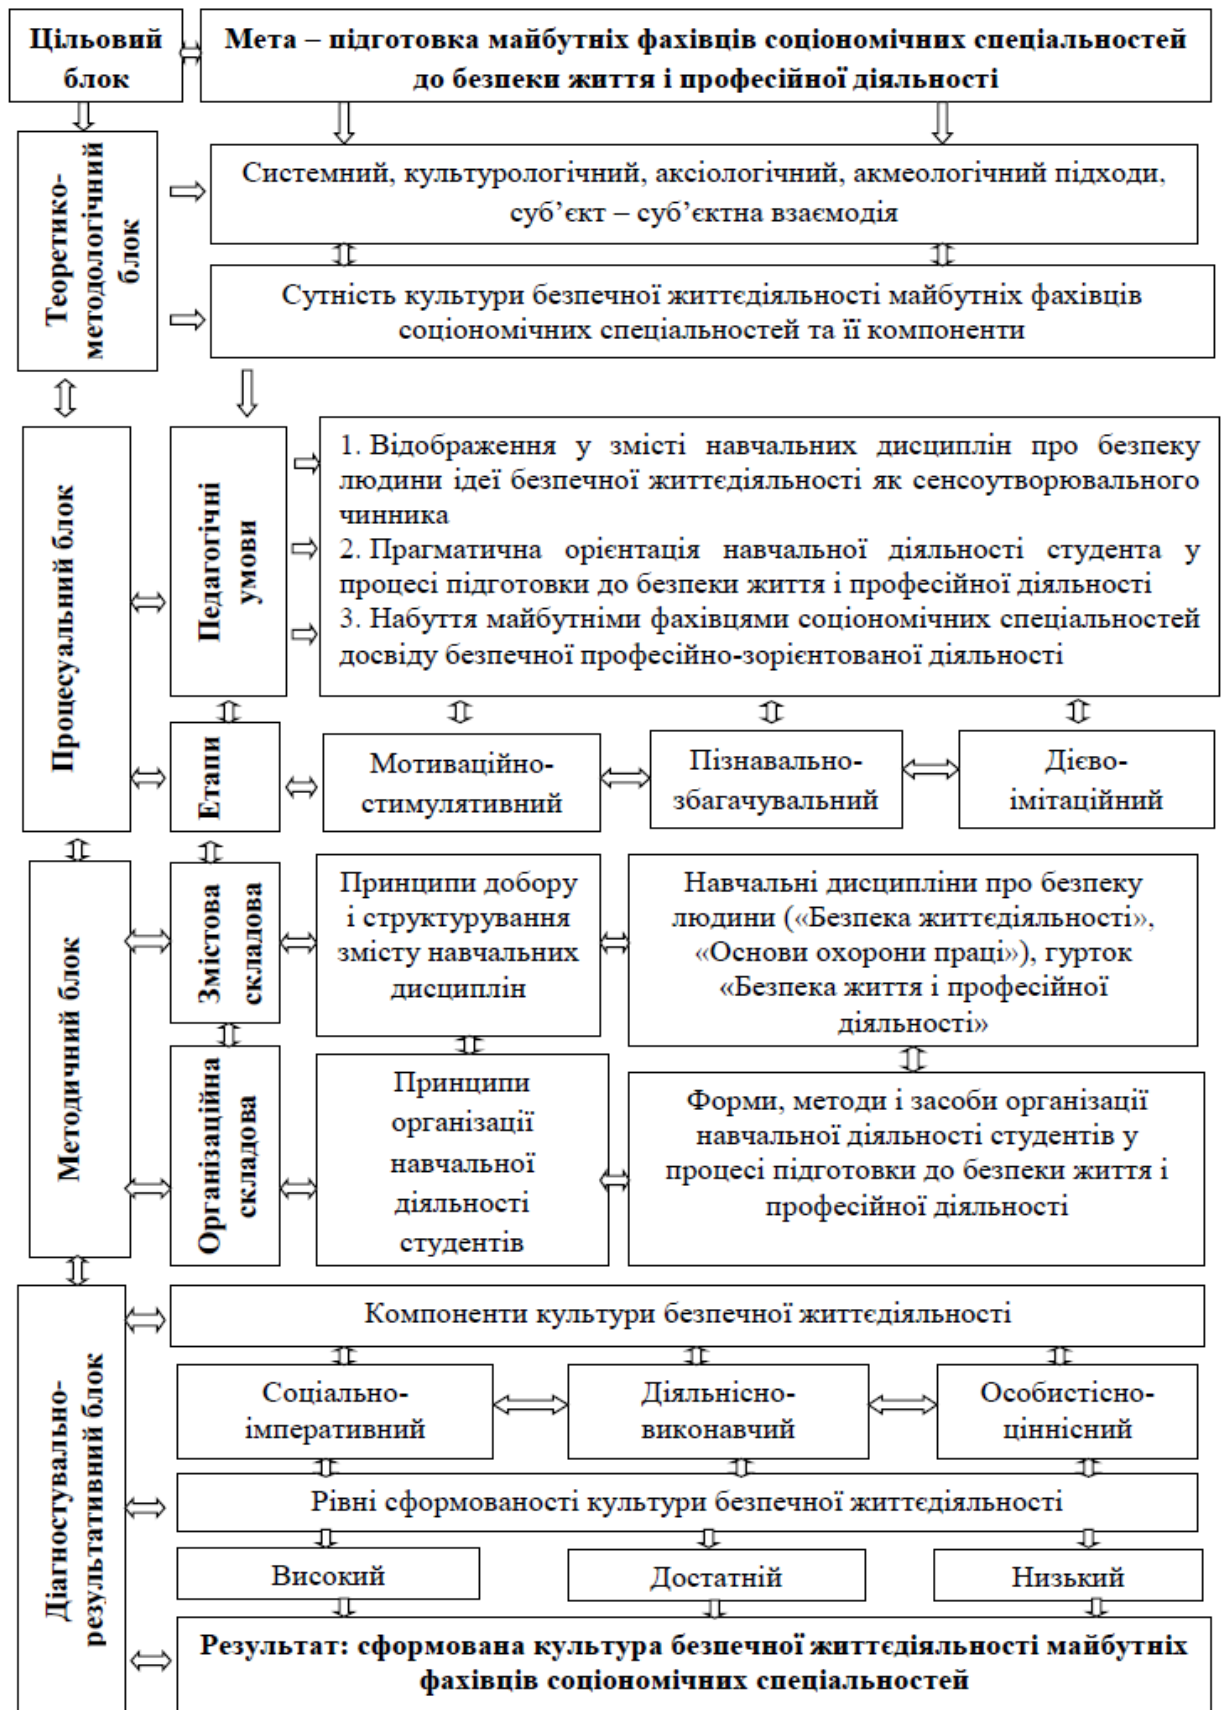 Цільовий
блок
Мета – підготовка майбутніх фахівців соціономічних спеціальностей
до безпеки життя і професійної діяльності
Теоретико-
методологічний
блок
Системний, культурологічний, аксіологічний, акмеологічний підходи,
суб’єкт – суб’єктна взаємодія
Сутність культури безпечної життєдіяльності майбутніх фахівців
соціономічних спеціальностей та її компоненти
Процесуальний блок
Педагогічні
умови
1. Відображення у змісті навчальних дисциплін про безпеку
людини ідеї безпечної життєдіяльності як сенсоутворювального
чинника
2. Прагматична орієнтація навчальної діяльності студента у
процесі підготовки до безпеки життя і професійної діяльності
3. Набуття майбутніми фахівцями соціономічних спеціальностей
досвіду безпечної професійно-зорієнтованої діяльності
Етапи
Мотиваційно-
стимулятивний
Пізнавально-
збагачувальний
Дієво-
імітаційний
Методичний блок
Змістова
складова
Принципи добору
і структурування
змісту навчальних
дисциплін
Навчальні дисципліни про безпеку
людини («Безпека життєдіяльності»,
«Основи охорони праці»), гурток
«Безпека життя і професійної
діяльності»
Організаційна
складова
Принципи
організації
навчальної
діяльності
студентів
Форми, методи і засоби організації
навчальної діяльності студентів у
процесі підготовки до безпеки життя і
професійної діяльності
Діагностувально-
результативний блок
Компоненти культури безпечної життєдіяльності
Соціально-
імперативний
Діяльнісно-
виконавчий
Особистісно-
ціннісний
Рівні сформованості культури безпечної життєдіяльності
Високий
Достатній
Низький
Результат: сформована культура безпечної життєдіяльності майбутніх
фахівців соціономічних спеціальностей